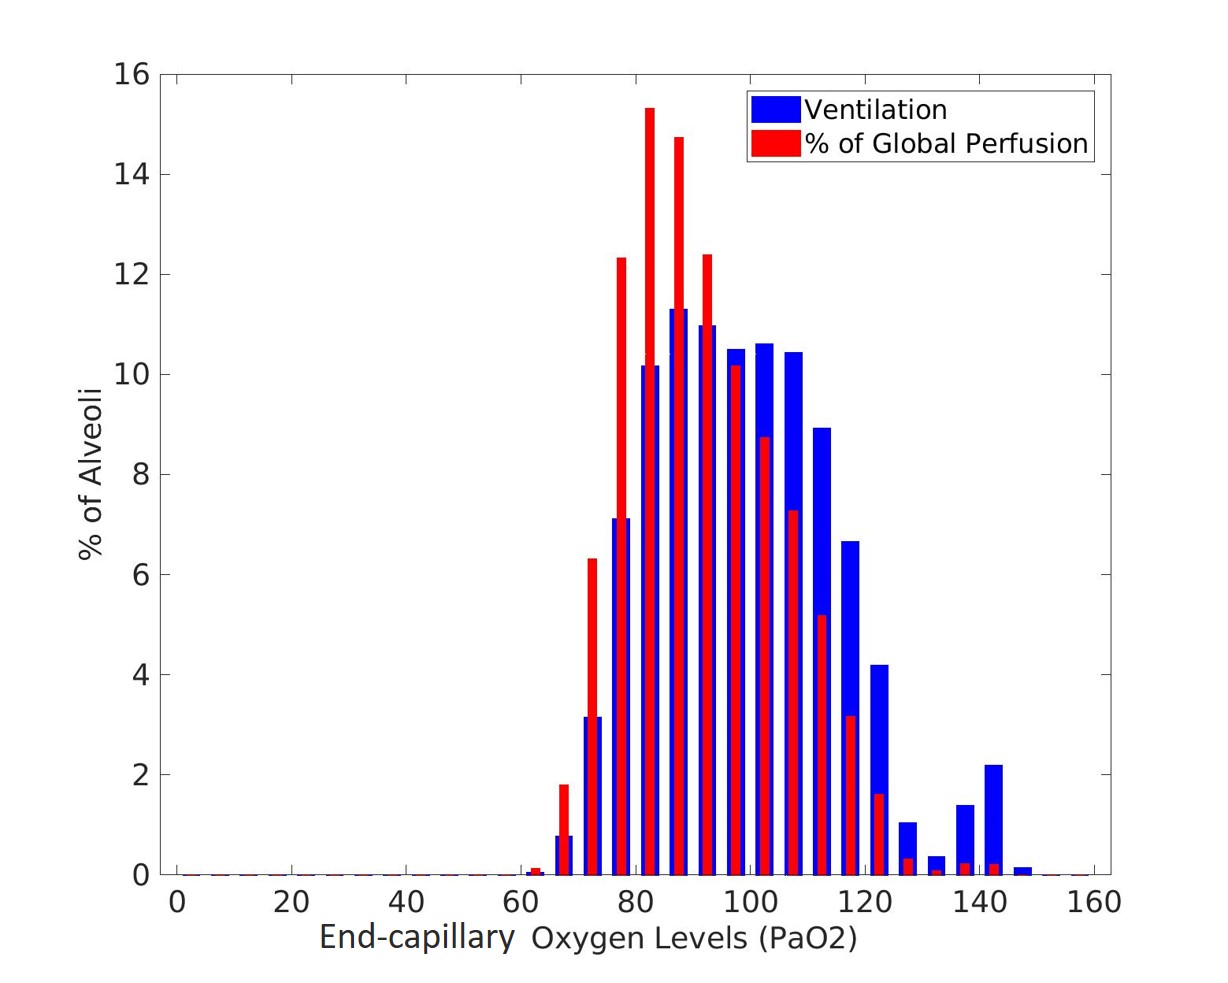 16
14
12
10
8
6
4
2
0
% of Alveoli
Ventilation
% of Global Perfusion
0 20 40 60 80 100 120 140 160
End-capillary Oxygen Levels (PaO2)